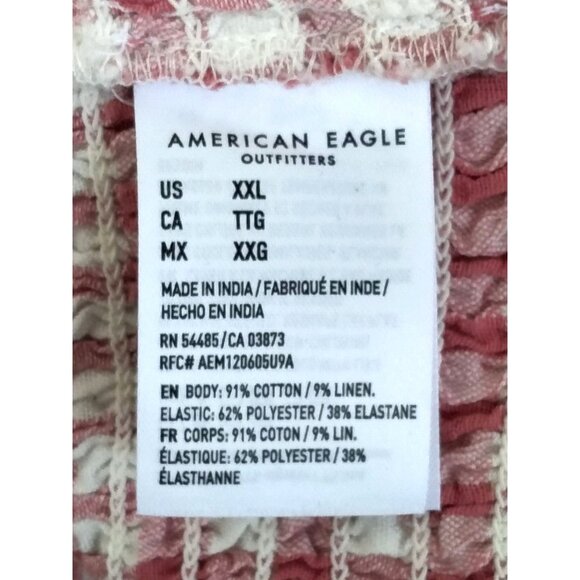 AMERICAN EAGLE
OUTFITTERS
US XXL
CA TTG
MX XXG
MADE IN INDIA / FABRIQUÉ EN INDE /
HECHO EN INDIA
RN 54485/CA 03873
RFC# AEM120605U9A
EN BODY: 91% COTTON / 9% LINEN.
ELASTIC: 62% POLYESTER / 38% ELASTANE
FR CORPS: 91% COTON / 9% LIN.
ÉLASTIQUE: 62% POLYESTER / 38%
ÉLASTHANNE